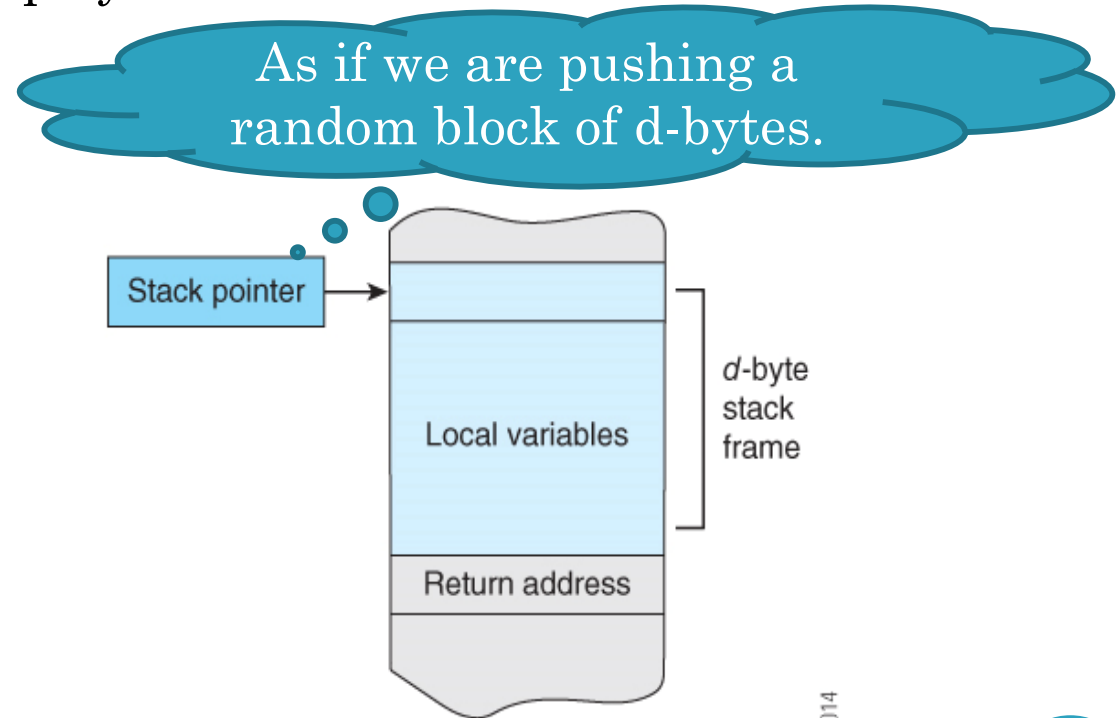 As if we are pushing a
random block of d-bytes.
Stack pointer
d-byte
stack
frame
Local variables
Return address